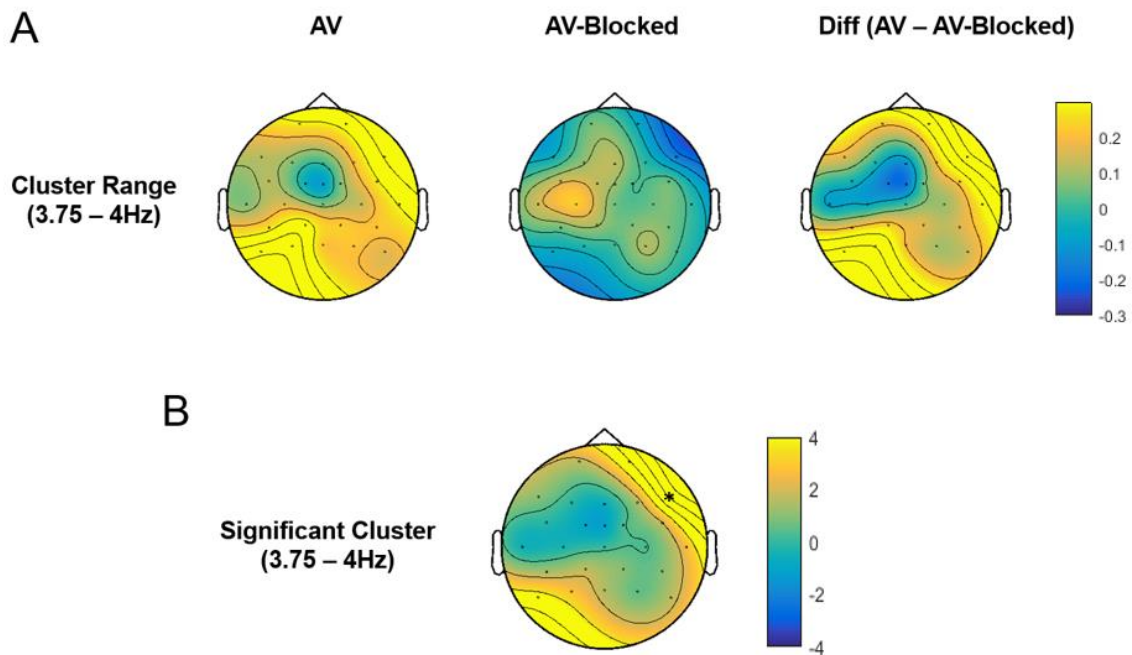 A
AV
AV-Blocked
Diff (AV – AV-Blocked)
Cluster Range
(3.75 – 4Hz)
0.2
0.1
0
-0.1
-0.2
-0.3
B
Significant Cluster
(3.75 – 4Hz)
*
4
2
0
-2
-4